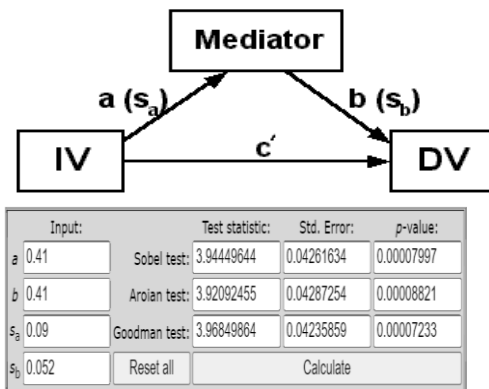 Mediator
a (sa)
b (sb)
IV
c′
DV
Input: Test statistic: Std. Error: p-value:
a 0.41 Sobel test: 3.94449644 0.04261634 0.00007997
b 0.41 Aroian test: 3.92092455 0.04287254 0.00008821
sa 0.09 Goodman test: 3.96849864 0.04235859 0.00007233
sb 0.052 Reset all Calculate